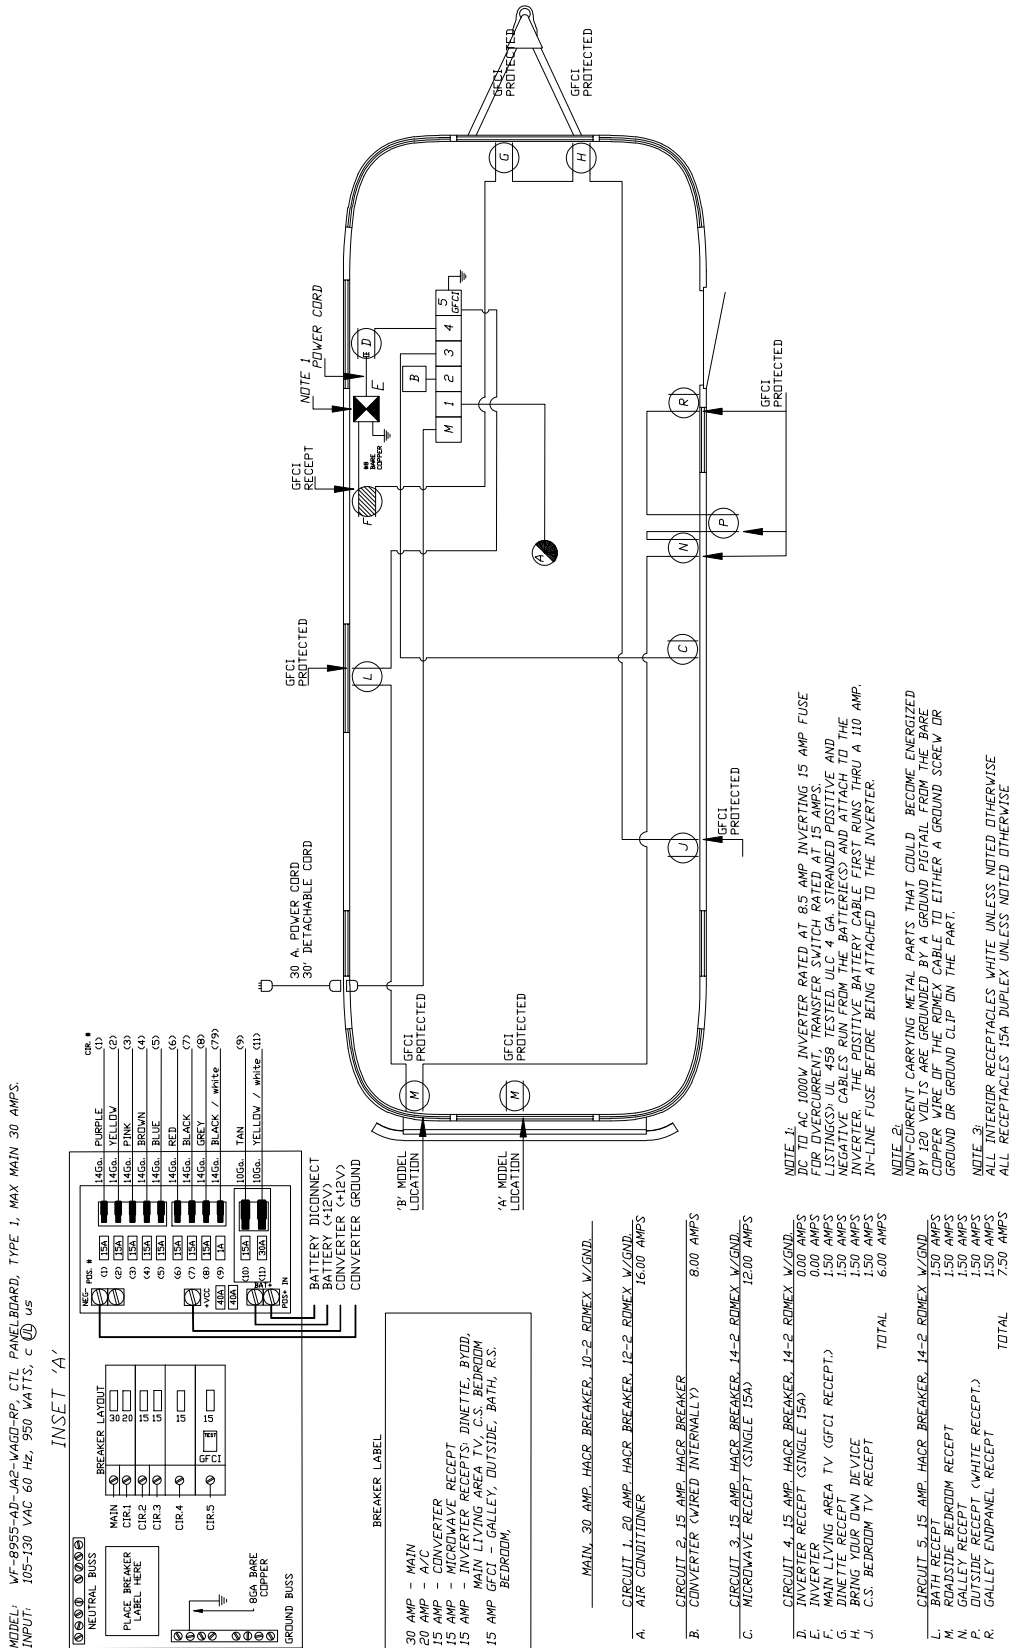 MODEL: WF-8955-AD-JA2-WAGO-RP, CTL PANELBOARD, TYPE 1, MAX MAIN 30 AMPS.
INPUT: 105-130 VAC 60 Hz, 950 WATTS, c UL us
INSET 'A'
NEUTRAL BUSS
PLACE BREAKER
LABEL HERE
8GA BARE
COPPER
GROUND BUSS
BREAKER LAYOUT
MAIN 30
CIR.1 20
CIR.2 15
CIR.3 15
CIR.4 15
CIR.5 15
TEST
GFCI
NEG-
POS. #
CIR. #
(1) 15A 14Ga. PURPLE (1)
(2) 15A 14Ga. YELLOW (2)
(3) 15A 14Ga. PINK (3)
(4) 15A 14Ga. BROWN (4)
(5) 15A 14Ga. BLUE (5)
(6) 15A 14Ga. RED (6)
(7) 15A 14Ga. BLACK (7)
(8) 15A 14Ga. GREY (8)
(9) 1A 14Ga. BLACK / white (79)
(10) 15A 10Ga. TAN (9)
(11) 30A 10Ga. YELLOW / white (11)
+VCC
40A
40A
BAT+
POS+ IN
BATTERY DICONNECT
BATTERY (+12V)
CONVERTER (+12V)
CONVERTER GROUND
BREAKER LABEL
30 AMP - MAIN
20 AMP - A/C
15 AMP - CONVERTER
15 AMP - MICROWAVE RECEPT
15 AMP - INVERTER RECEPTS: DINETTE, BYOD,
MAIN LIVING AREA TV, C.S. BEDROOM
15 AMP GFCI - GALLEY, OUTSIDE, BATH, R.S.
BEDROOM,
30 A. POWER CORD
30' DETACHABLE CORD
GFCI
PROTECTED
GFCI
RECEPT
NOTE 1
POWER CORD
GFCI
PROTECTED
GFCI
PROTECTED
L
F
#8
BARE
COPPER
E
D
B
M 1 2 3 4 5
GFCI
G
H
A
'B' MODEL
LOCATION
M
GFCI
PROTECTED
'A' MODEL
LOCATION
M
GFCI
PROTECTED
J
C
N
P
R
GFCI
PROTECTED
GFCI
PROTECTED
MAIN, 30 AMP. HACR BREAKER, 10-2 ROMEX W/GND.
CIRCUIT 1, 20 AMP. HACR BREAKER, 12-2 ROMEX W/GND.
A. AIR CONDITIONER 16.00 AMPS
CIRCUIT 2, 15 AMP. HACR BREAKER
B. CONVERTER (WIRED INTERNALLY) 8.00 AMPS
CIRCUIT 3, 15 AMP. HACR BREAKER, 14-2 ROMEX W/GND.
C. MICROWAVE RECEPT (SINGLE 15A) 12.00 AMPS
CIRCUIT 4, 15 AMP. HACR BREAKER, 14-2 ROMEX W/GND.
D. INVERTER RECEPT (SINGLE 15A) 0.00 AMPS
E. INVERTER 0.00 AMPS
F. MAIN LIVING AREA TV (GFCI RECEPT.) 1.50 AMPS
G. DINETTE RECEPT 1.50 AMPS
H. BRING YOUR OWN DEVICE 1.50 AMPS
J. C.S. BEDROOM TV RECEPT 1.50 AMPS
TOTAL 6.00 AMPS
CIRCUIT 5, 15 AMP. HACR BREAKER, 14-2 ROMEX W/GND
L. BATH RECEPT 1.50 AMPS
M. ROADSIDE BEDROOM RECEPT 1.50 AMPS
N. GALLEY RECEPT 1.50 AMPS
P. OUTSIDE RECEPT (WHITE RECEPT.) 1.50 AMPS
R. GALLEY ENDPANEL RECEPT 1.50 AMPS
TOTAL 7.50 AMPS
NOTE 1:
DC TO AC 1000W INVERTER RATED AT 8.5 AMP INVERTING 15 AMP FUSE
FOR OVERCURRENT, TRANSFER SWITCH RATED AT 15 AMPS.
LISTING(S): UL 458 TESTED. ULC 4 GA. STRANDED POSITIVE AND
NEGATIVE CABLES RUN FROM THE BATTERIE(S) AND ATTACH TO THE
INVERTER. THE POSITIVE BATTERY CABLE FIRST RUNS THRU A 110 AMP.
IN-LINE FUSE BEFORE BEING ATTACHED TO THE INVERTER.
NOTE 2:
NON-CURRENT CARRYING METAL PARTS THAT COULD BECOME ENERGIZED
BY 120 VOLTS ARE GROUNDED BY A GROUND PIGTAIL FROM THE BARE
COPPER WIRE OF THE ROMEX CABLE TO EITHER A GROUND SCREW OR
GROUND OR GROUND CLIP ON THE PART.
NOTE 3:
ALL INTERIOR RECEPTACLES WHITE UNLESS NOTED OTHERWISE
ALL RECEPTACLES 15A DUPLEX UNLESS NOTED OTHERWISE